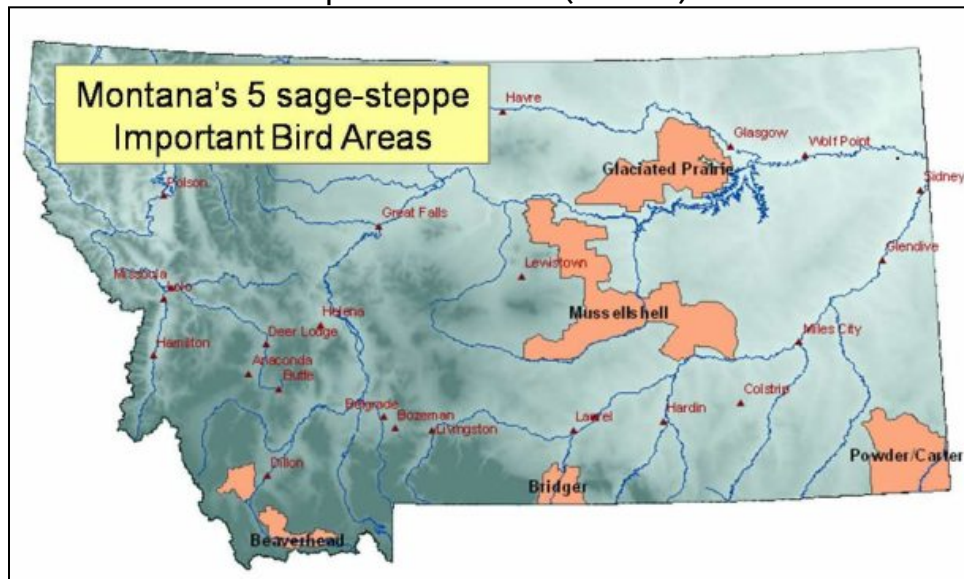 Montana's 5 sage-steppe
Important Bird Areas
Havre
Glasgow
Wolf Point
Glaciated Prairie
Polson
Sidney
Great Falls
Glendive
Lewistown
Missoula
Lolo
Mussellshell
Helena
Miles City
Deer Lodge
Hamilton
Anaconda
Butte
Colstrip
Belgrade
Bozeman
Laurel
Hardin
Livingston
Powder/Carter
Dillon
Bridger
Beaverhead